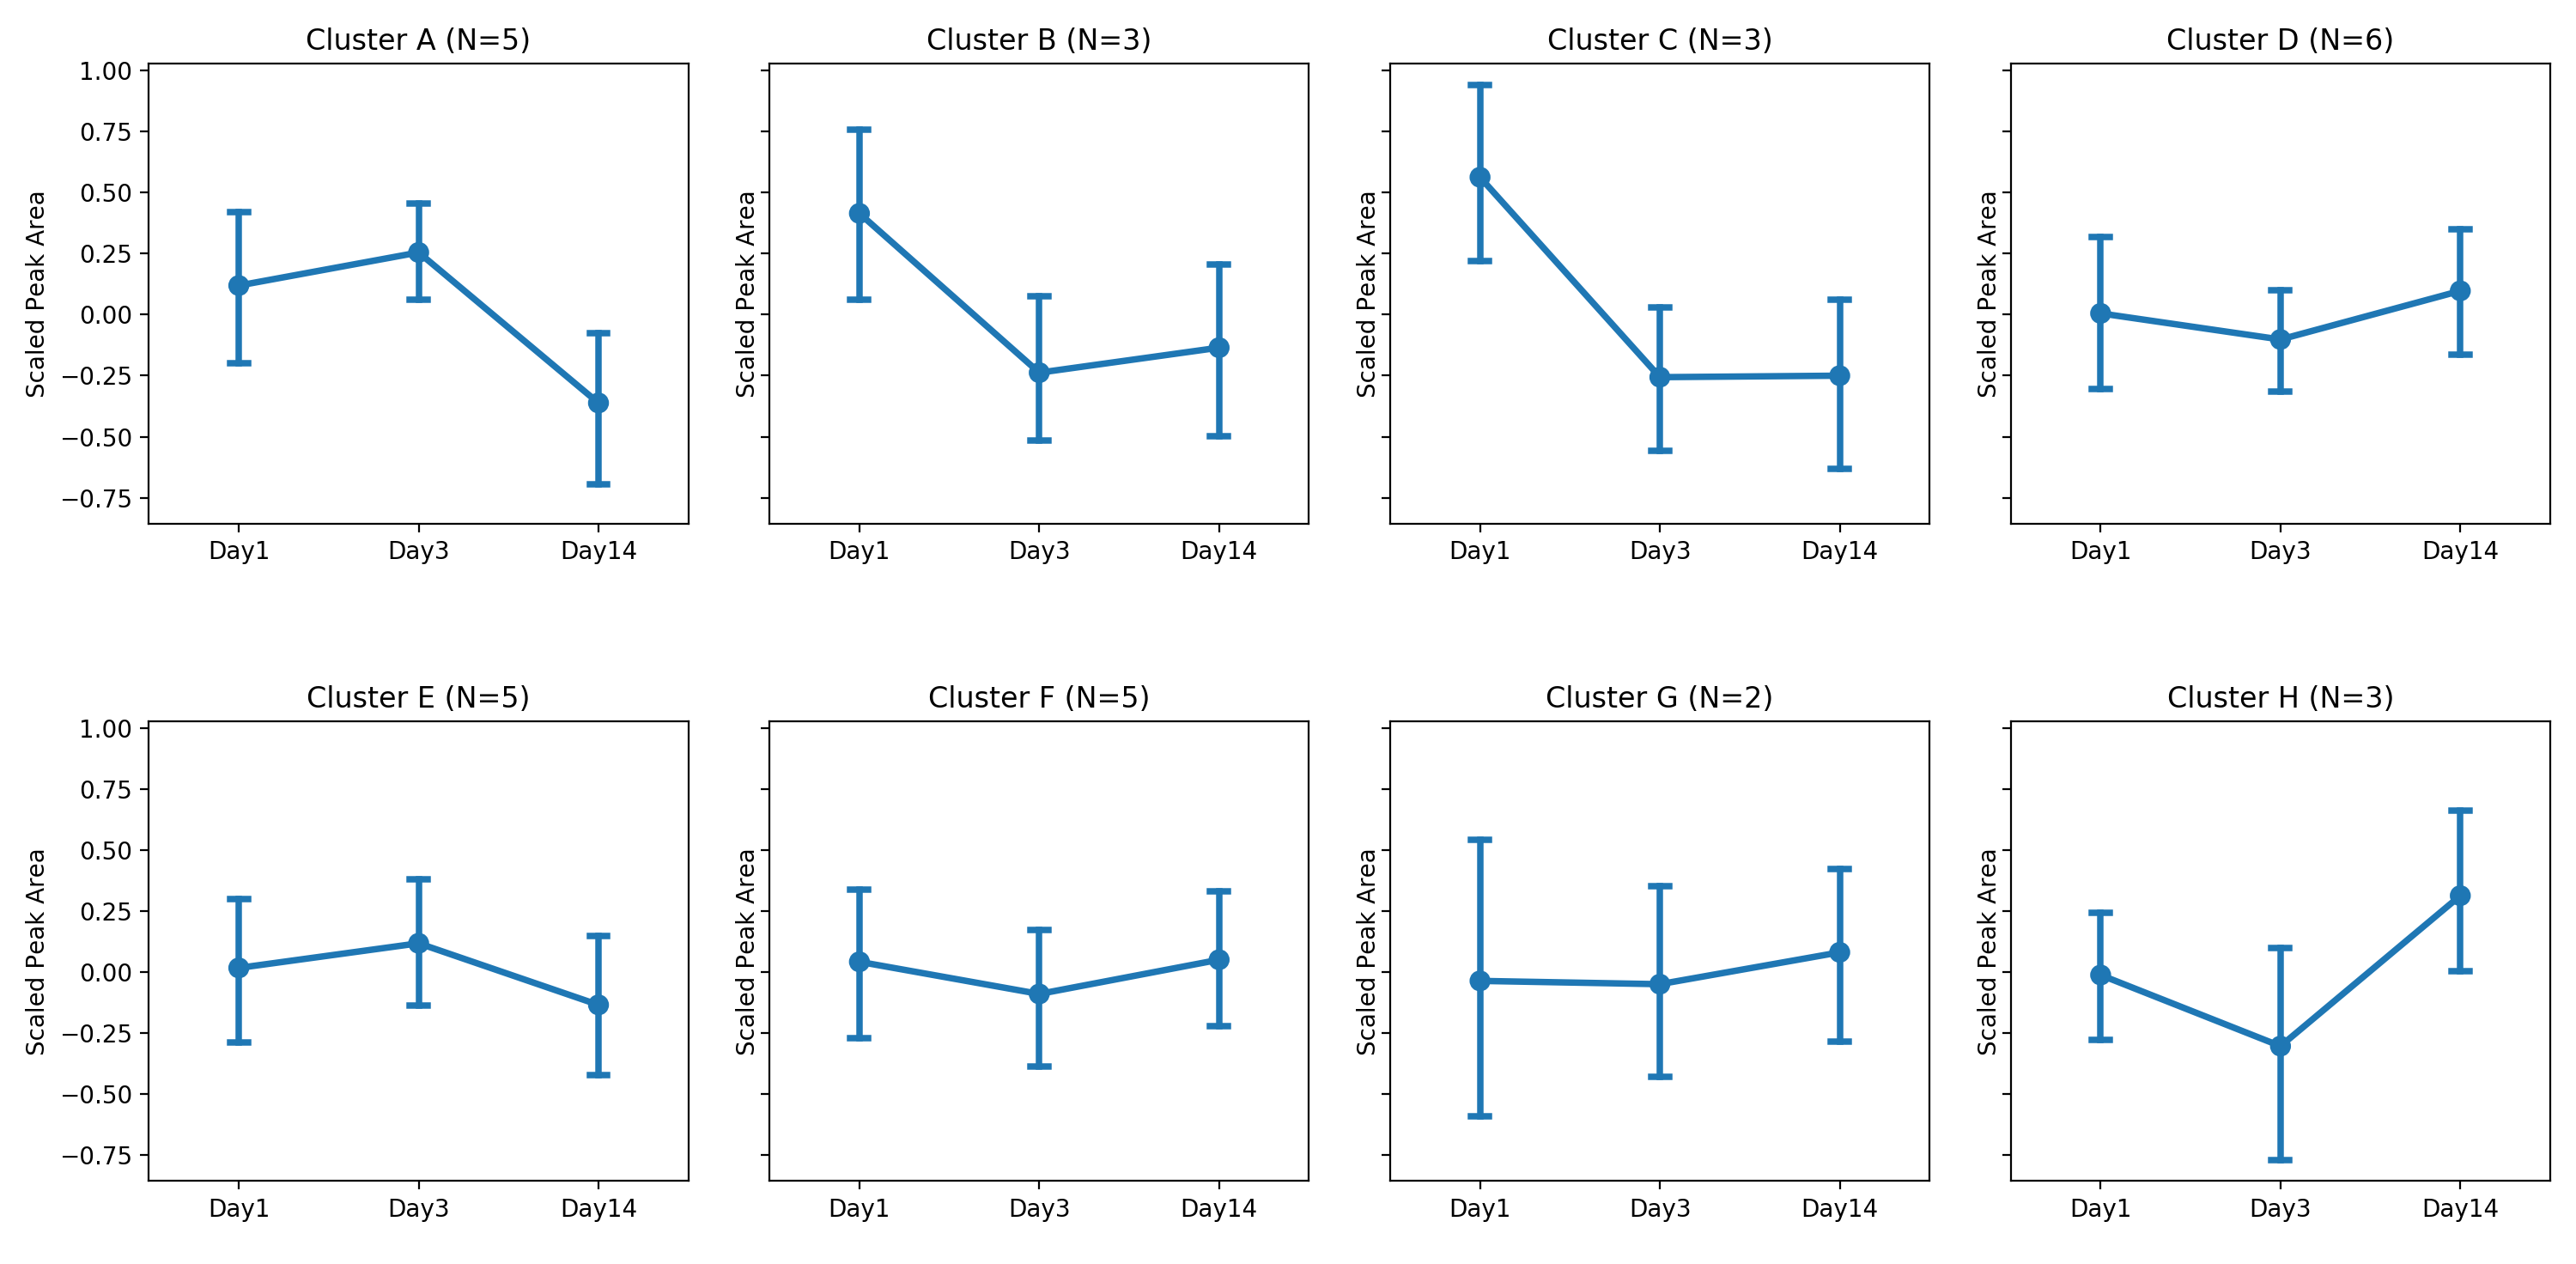 Cluster A (N=5)
Cluster B (N=3)
Cluster C (N=3)
Cluster D (N=6)
1.00
0.75
0.50
0.25
0.00
−0.25
−0.50
−0.75
Scaled Peak Area
Scaled Peak Area
Scaled Peak Area
Scaled Peak Area
Day1 Day3 Day14
Day1 Day3 Day14
Day1 Day3 Day14
Day1 Day3 Day14
Cluster E (N=5)
Cluster F (N=5)
Cluster G (N=2)
Cluster H (N=3)
1.00
0.75
0.50
0.25
0.00
−0.25
−0.50
−0.75
Scaled Peak Area
Scaled Peak Area
Scaled Peak Area
Scaled Peak Area
Day1 Day3 Day14
Day1 Day3 Day14
Day1 Day3 Day14
Day1 Day3 Day14